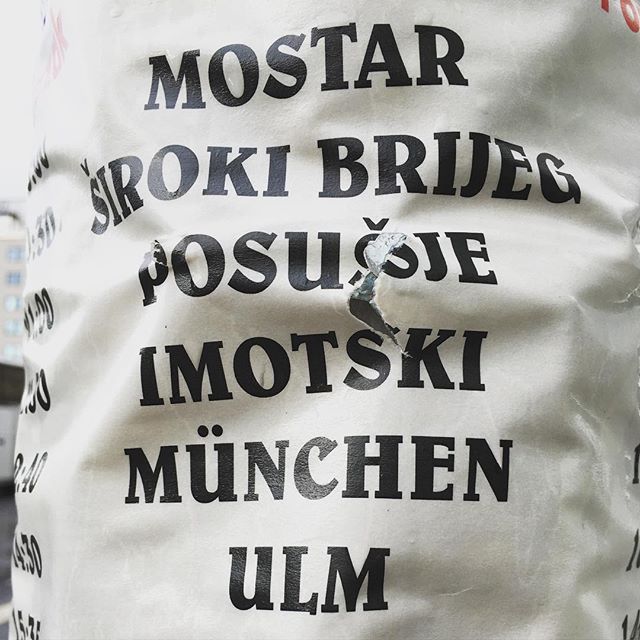 MOSTAR
ŠIROKI BRIJEG
POSUŠJE
IMOTSKI
MÜNCHEN
ULM